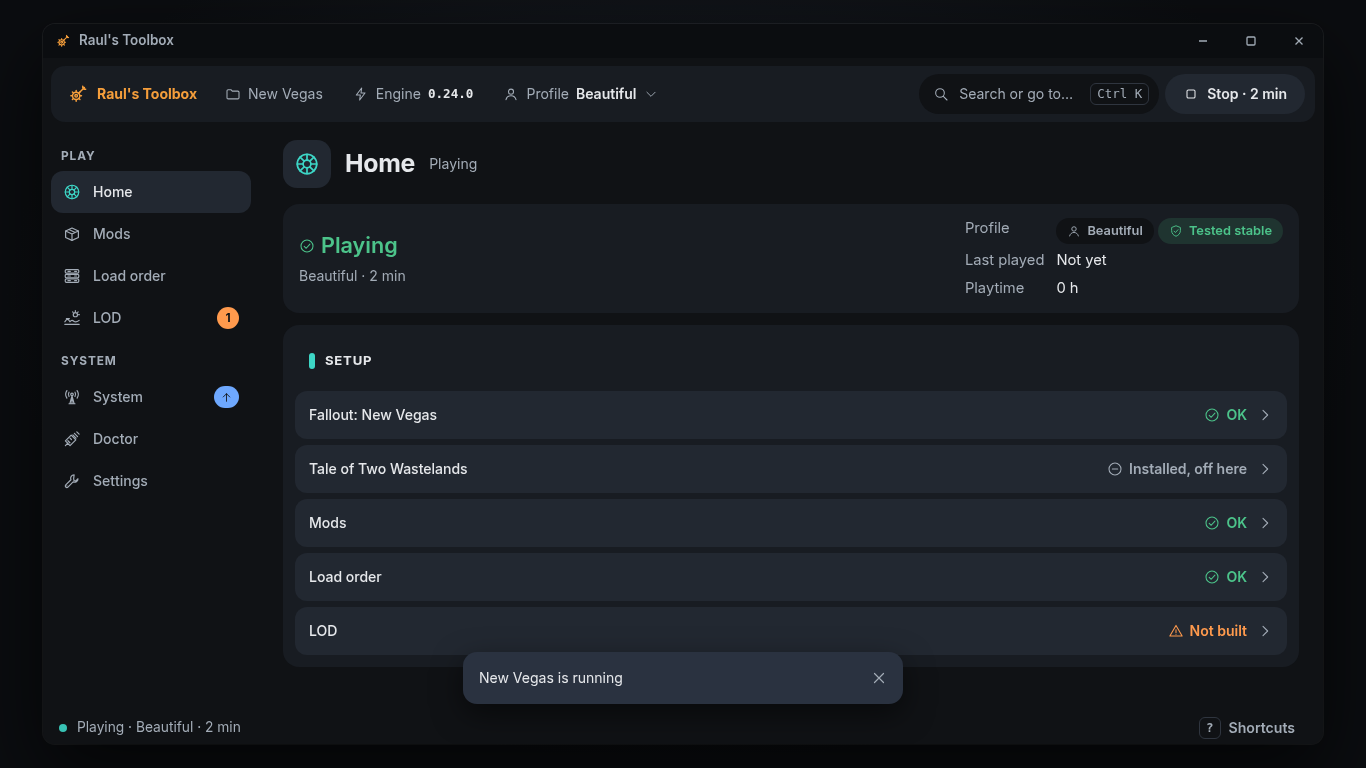 Raul's Toolbox
Raul's Toolbox
New Vegas
Engine 0.24.0
Profile Beautiful
Search or go to...
Ctrl K
Stop · 2 min
PLAY
Home
Mods
Load order
LOD
1
SYSTEM
System
Doctor
Settings
Home
Playing
Playing
Beautiful · 2 min
Profile
Beautiful
Tested stable
Last played
Not yet
Playtime
0 h
SETUP
Fallout: New Vegas
OK
Tale of Two Wastelands
Installed, off here
Mods
OK
Load order
OK
LOD
Not built
New Vegas is running
Playing · Beautiful · 2 min
?
Shortcuts